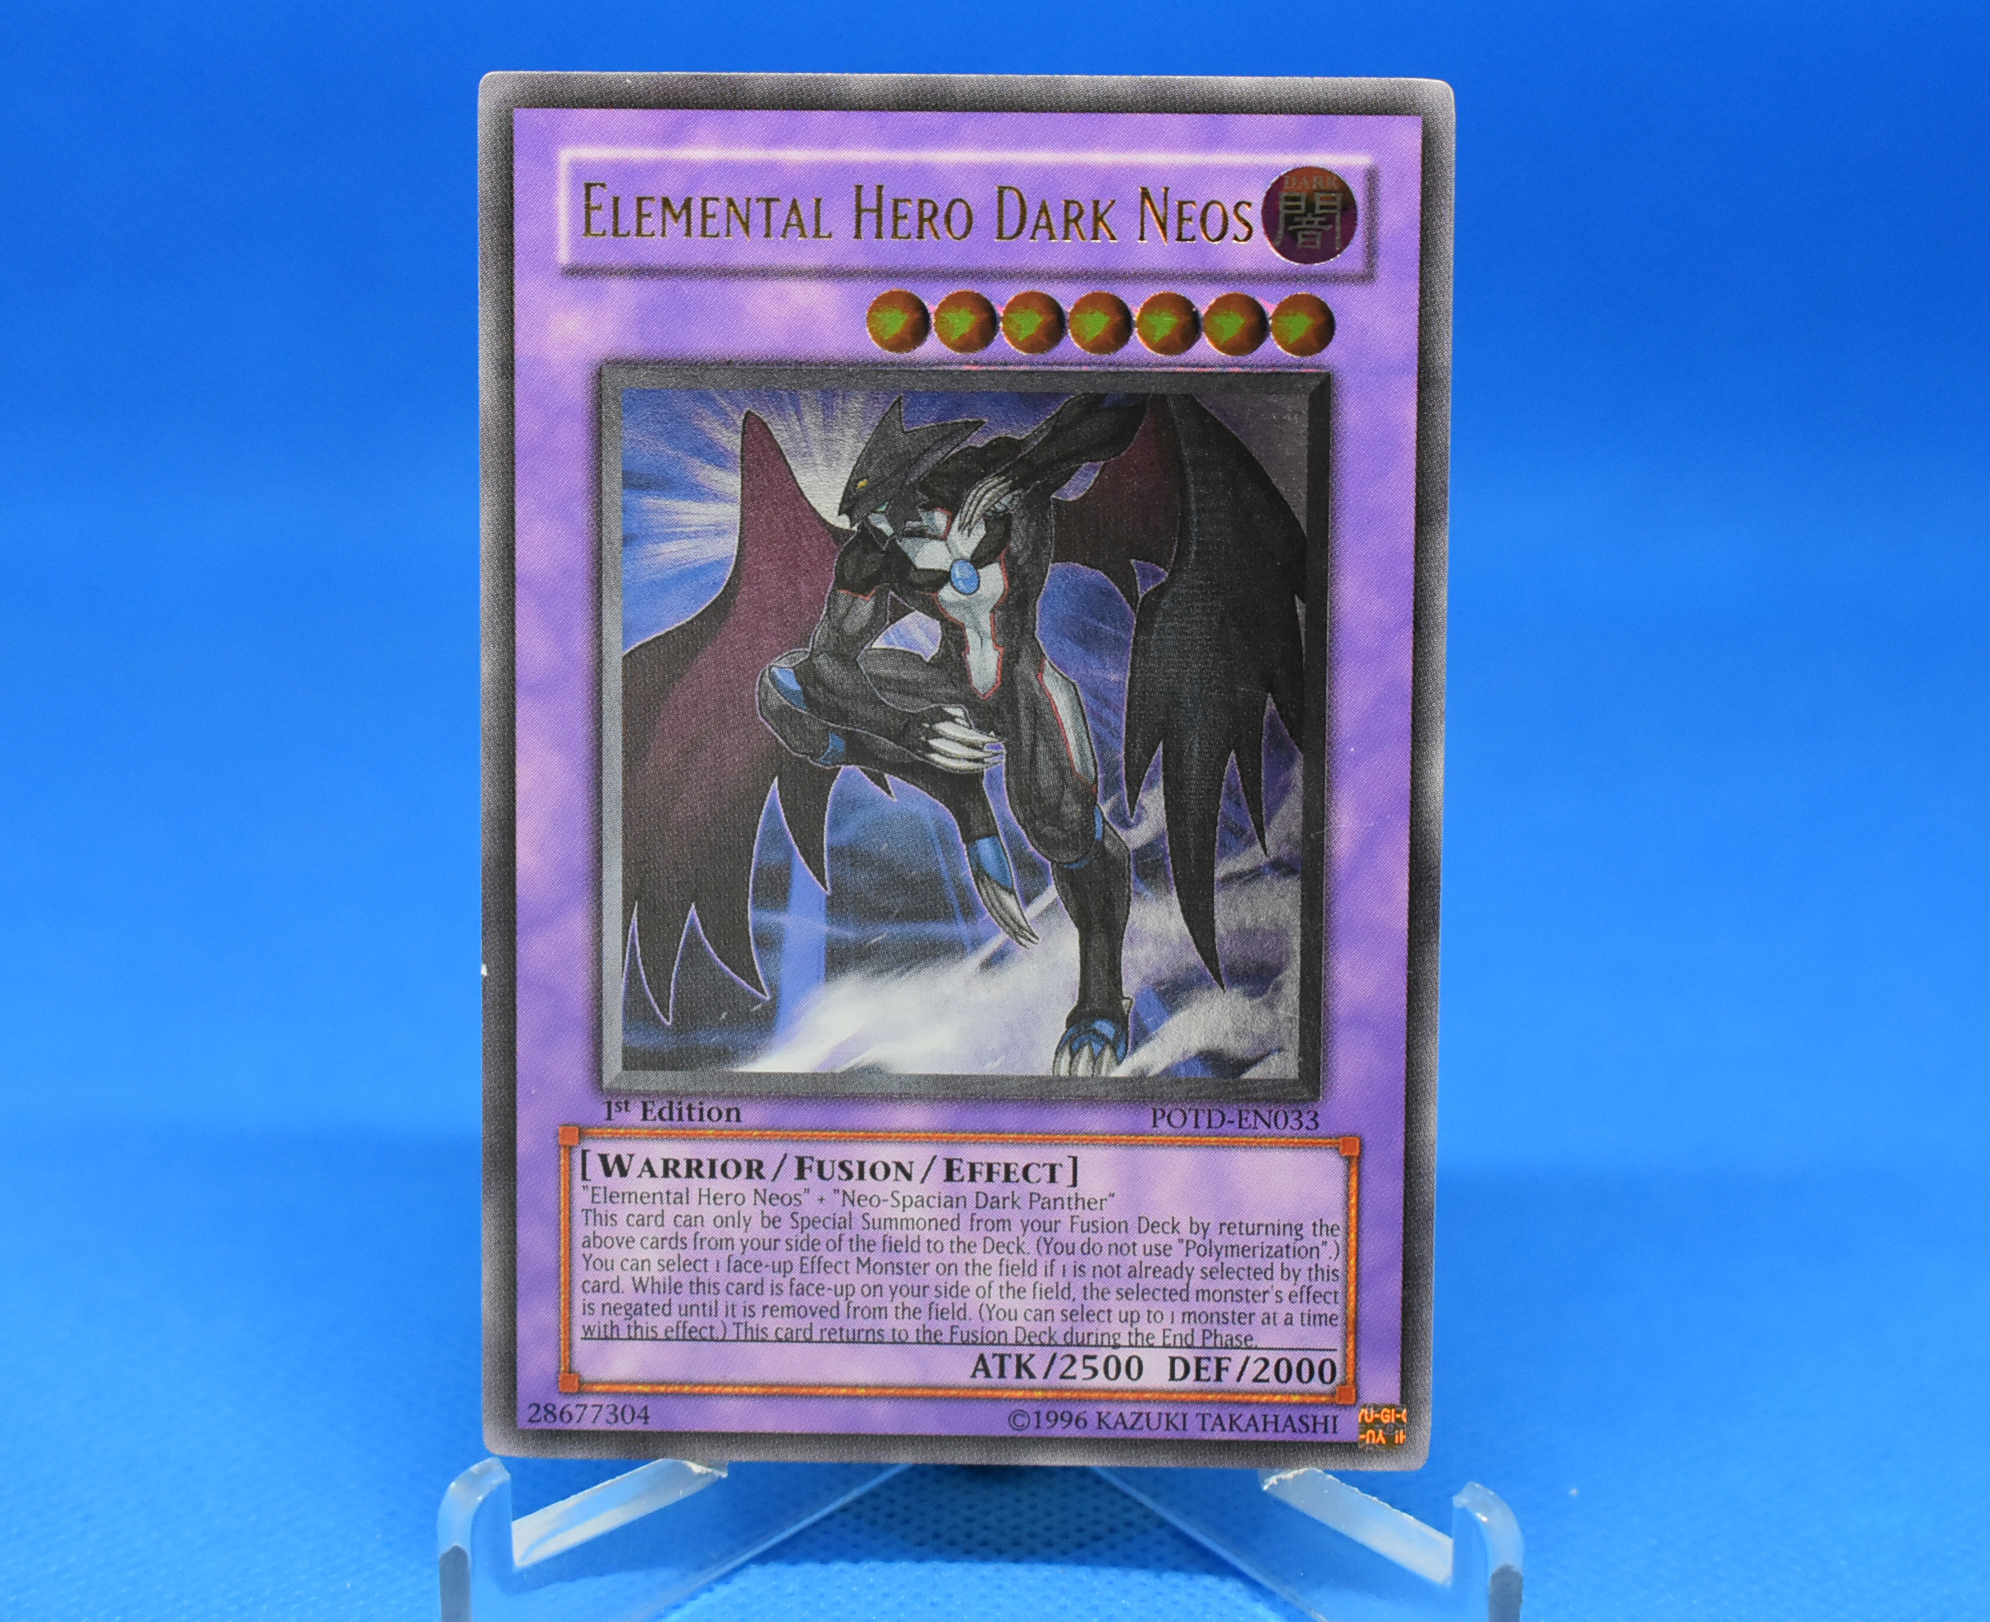 Elemental Hero Dark Neos
DARK
闇
1st Edition
POTD-EN033
[Warrior/Fusion/Effect]
"Elemental Hero Neos" + "Neo-Spacian Dark Panther"
This card can only be Special Summoned from your Fusion Deck by returning the
above cards from your side of the field to the Deck. (You do not use "Polymerization".)
You can select 1 face-up Effect Monster on the field if 1 is not already selected by this
card. While this card is face-up on your side of the field, the selected monster's effect
is negated until it is removed from the field. (You can select up to 1 monster at a time
with this effect.) This card returns to the Fusion Deck during the End Phase.
ATK/2500 DEF/2000
28677304
©1996 KAZUKI TAKAHASHI